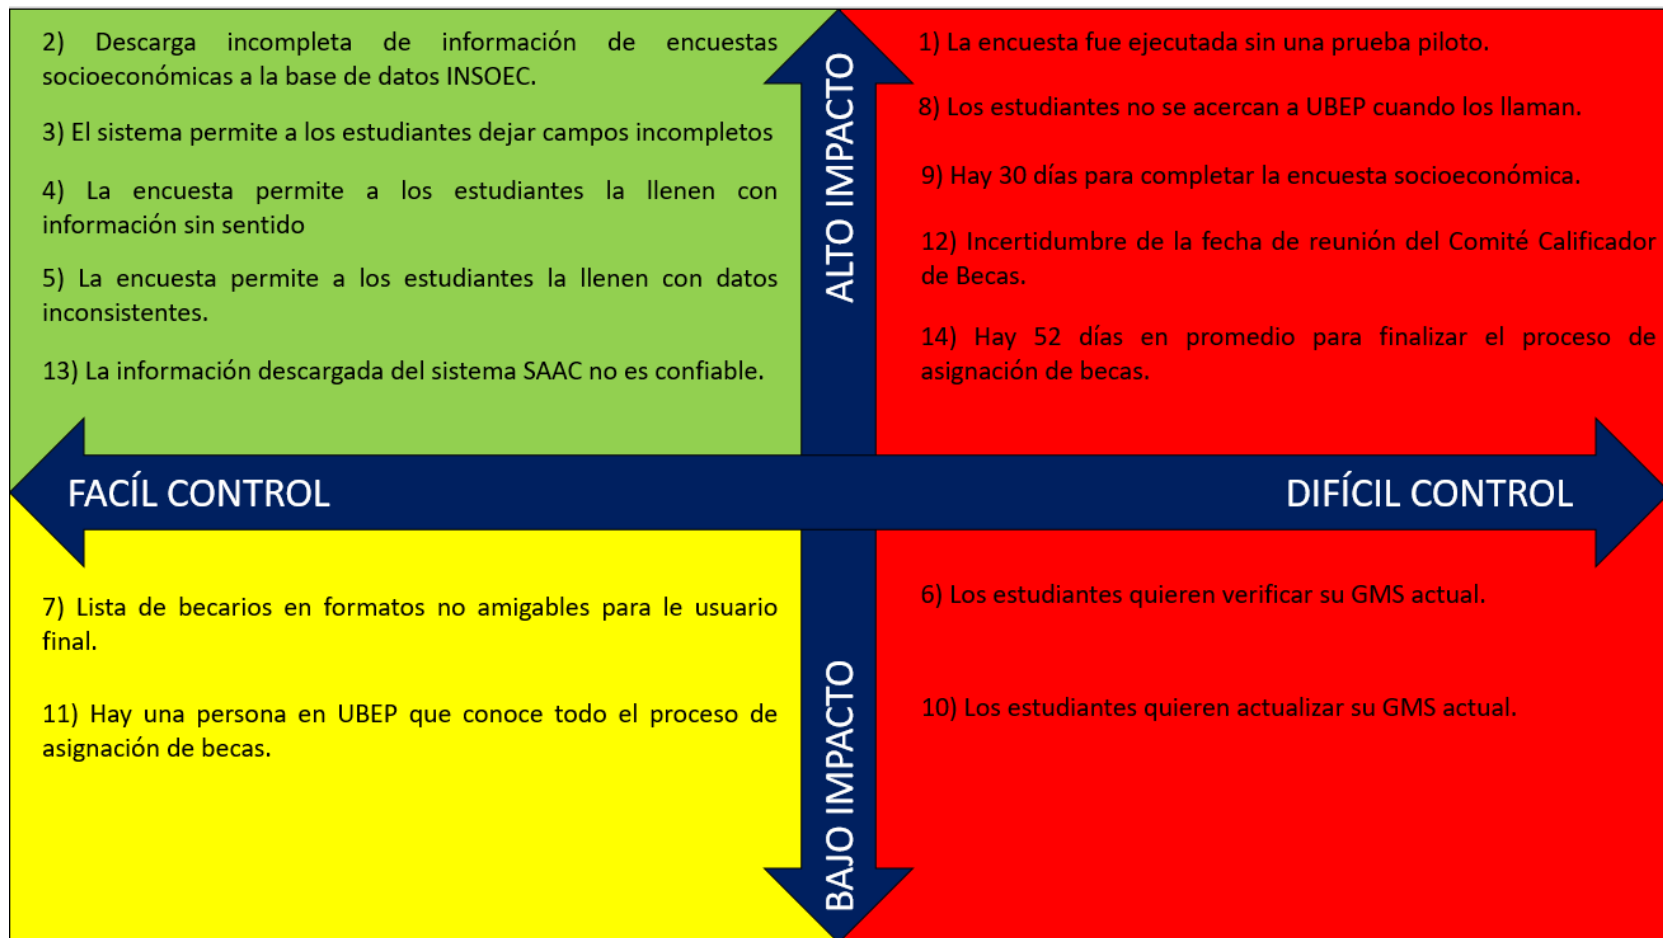 2) Descarga incompleta de información de encuestas
socioeconómicas a la base de datos INSOEC.
3) El sistema permite a los estudiantes dejar campos incompletos
4) La encuesta permite a los estudiantes la llenen con
información sin sentido
5) La encuesta permite a los estudiantes la llenen con datos
inconsistentes.
13) La información descargada del sistema SAAC no es confiable.
ALTO IMPACTO
1) La encuesta fue ejecutada sin una prueba piloto.
8) Los estudiantes no se acercan a UBEP cuando los llaman.
9) Hay 30 días para completar la encuesta socioeconómica.
12) Incertidumbre de la fecha de reunión del Comité Calificador
de Becas.
14) Hay 52 días en promedio para finalizar el proceso de
asignación de becas.
FACÍL CONTROL
DIFÍCIL CONTROL
7) Lista de becarios en formatos no amigables para le usuario
final.
11) Hay una persona en UBEP que conoce todo el proceso de
asignación de becas.
BAJO IMPACTO
6) Los estudiantes quieren verificar su GMS actual.
10) Los estudiantes quieren actualizar su GMS actual.